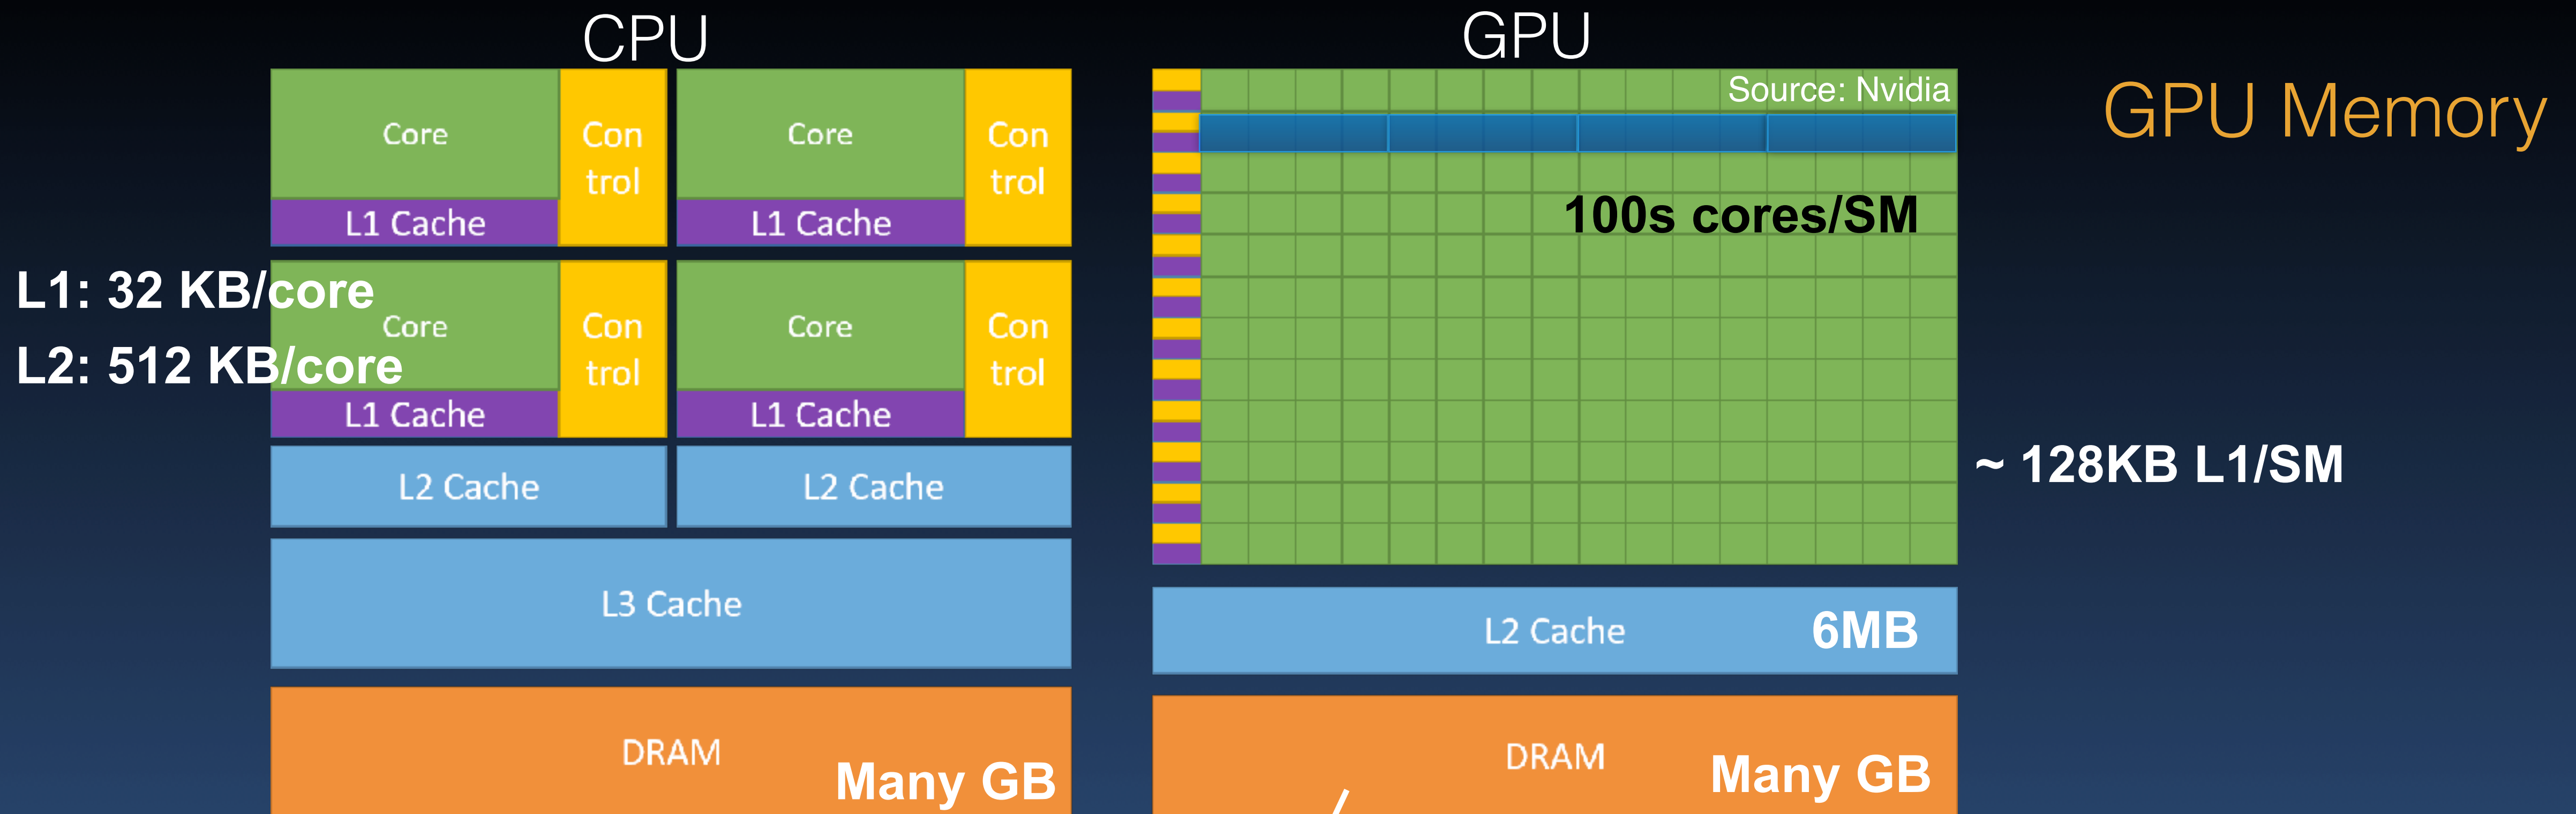 CPU
GPU
GPU Memory
Source: Nvidia
Core
Con
trol
Core
Con
trol
L1 Cache
L1 Cache
100s cores/SM
L1: 32 KB/core
L2: 512 KB/core
Core
Con
trol
Core
Con
trol
L1 Cache
L1 Cache
~ 128KB L1/SM
L2 Cache
L2 Cache
L3 Cache
L2 Cache
6MB
DRAM
Many GB
DRAM
Many GB